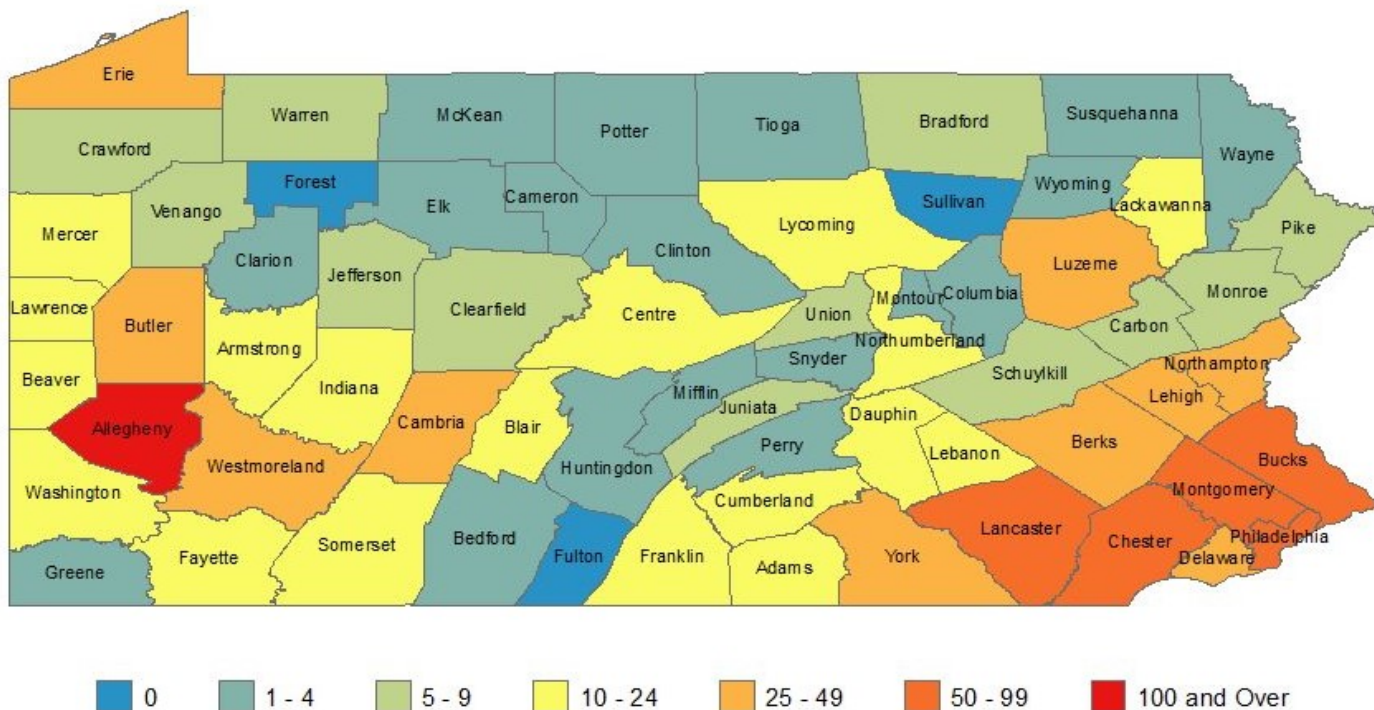 Erie
Warren
McKean
Potter
Tioga
Bradford
Susquehanna
Wayne
Crawford
Forest
Elk
Cameron
Sullivan
Wyoming
Lackawanna
Venango
Mercer
Clarion
Jefferson
Clinton
Lycoming
Luzerne
Pike
Lawrence
Butler
Armstrong
Clearfield
Centre
Union
Montour
Columbia
Carbon
Monroe
Beaver
Indiana
Snyder
Northumberland
Schuylkill
Northampton
Lehigh
Allegheny
Westmoreland
Cambria
Blair
Mifflin
Juniata
Perry
Dauphin
Lebanon
Berks
Bucks
Montgomery
Washington
Huntingdon
Cumberland
Lancaster
Chester
Philadelphia
Delaware
Greene
Fayette
Somerset
Bedford
Fulton
Franklin
Adams
York
0
1 - 4
5 - 9
10 - 24
25 - 49
50 - 99
100 and Over